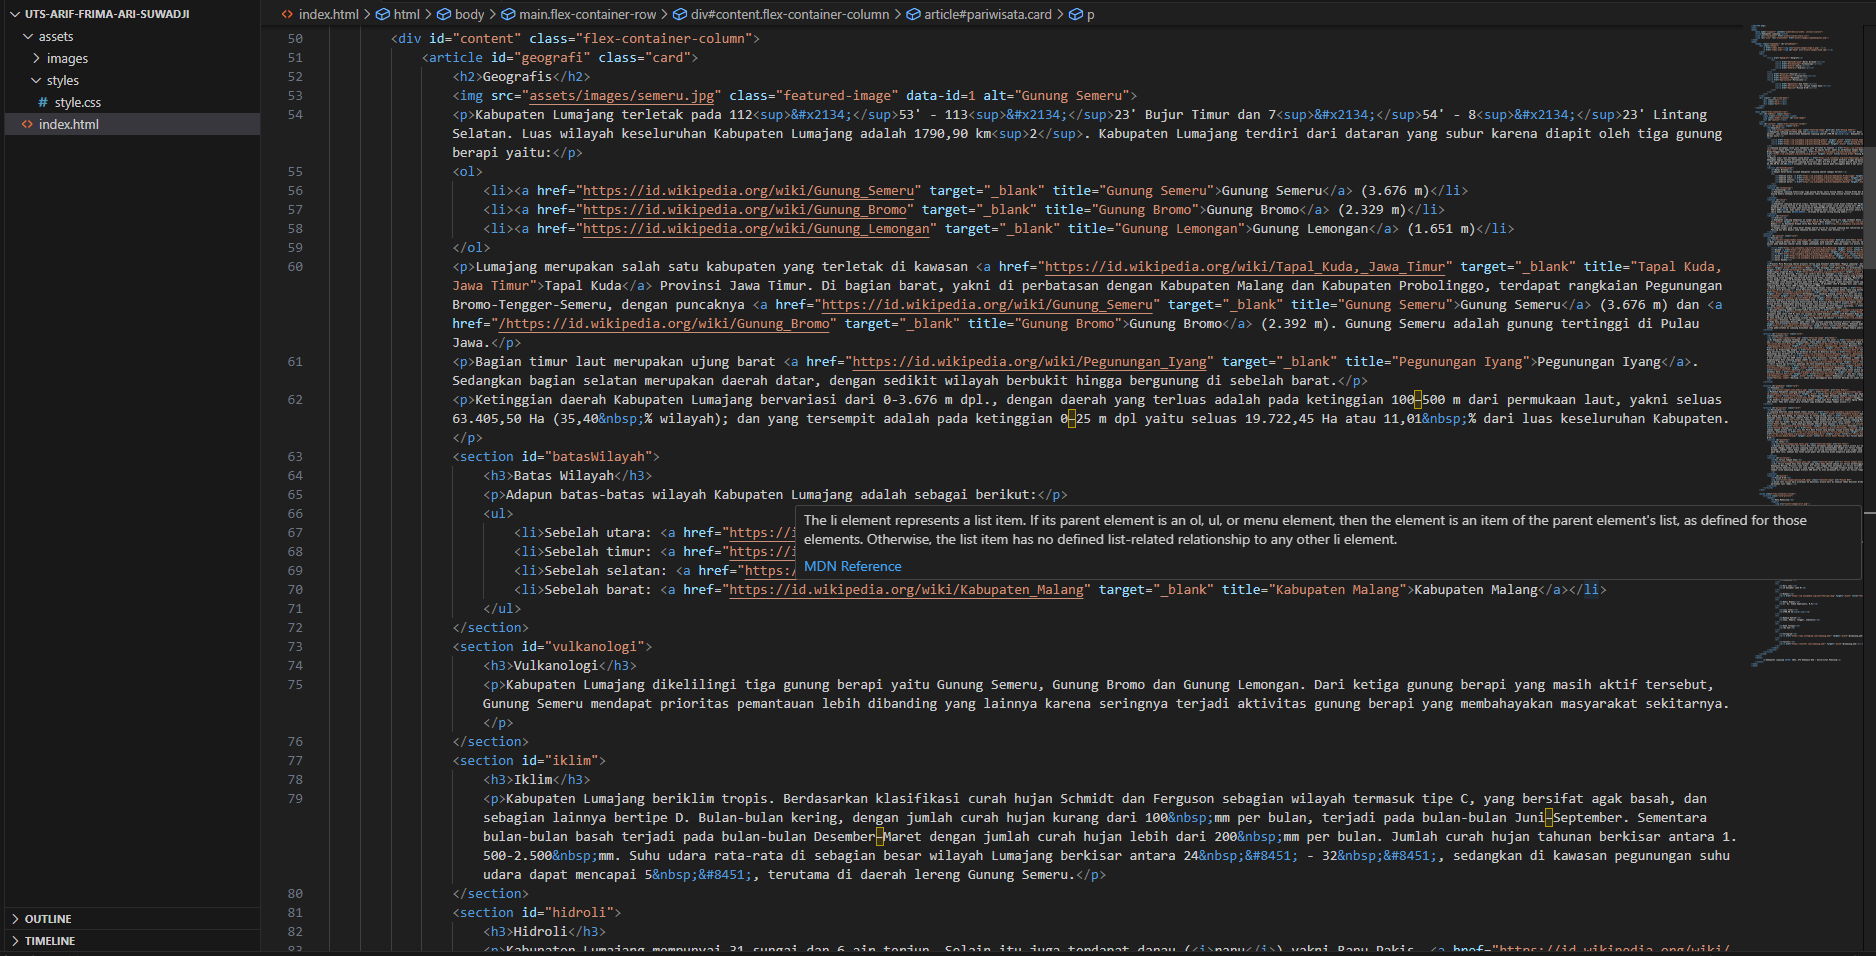 UTS-ARIF-FRIMA-ARI-SUWADJI
assets
images
styles
# style.css
<> index.html
OUTLINE
TIMELINE
<> index.html > html > body > main.flex-container-row > div#content.flex-container-column > article#pariwisata.card > p
50 <div id="content" class="flex-container-column">
51 <article id="geografi" class="card">
52 <h2>Geografis</h2>
53 <img src="assets/images/semeru.jpg" class="featured-image" data-id=1 alt="Gunung Semeru">
54 <p>Kabupaten Lumajang terletak pada 112<sup>&#x2134;</sup>53' - 113<sup>&#x2134;</sup>23' Bujur Timur dan 7<sup>&#x2134;</sup>54' - 8<sup>&#x2134;</sup>23' Lintang
Selatan. Luas wilayah keseluruhan Kabupaten Lumajang adalah 1790,90 km<sup>2</sup>. Kabupaten Lumajang terdiri dari dataran yang subur karena diapit oleh tiga gunung
berapi yaitu:</p>
55 <ol>
56 <li><a href="https://id.wikipedia.org/wiki/Gunung_Semeru" target="_blank" title="Gunung Semeru">Gunung Semeru</a> (3.676 m)</li>
57 <li><a href="https://id.wikipedia.org/wiki/Gunung_Bromo" target="_blank" title="Gunung Bromo">Gunung Bromo</a> (2.329 m)</li>
58 <li><a href="https://id.wikipedia.org/wiki/Gunung_Lemongan" target="_blank" title="Gunung Lemongan">Gunung Lemongan</a> (1.651 m)</li>
59 </ol>
60 <p>Lumajang merupakan salah satu kabupaten yang terletak di kawasan <a href="https://id.wikipedia.org/wiki/Tapal_Kuda,_Jawa_Timur" target="_blank" title="Tapal Kuda,
Jawa Timur">Tapal Kuda</a> Provinsi Jawa Timur. Di bagian barat, yakni di perbatasan dengan Kabupaten Malang dan Kabupaten Probolinggo, terdapat rangkaian Pegunungan
Bromo-Tengger-Semeru, dengan puncaknya <a href="https://id.wikipedia.org/wiki/Gunung_Semeru" target="_blank" title="Gunung Semeru">Gunung Semeru</a> (3.676 m) dan <a
href="/https://id.wikipedia.org/wiki/Gunung_Bromo" target="_blank" title="Gunung Bromo">Gunung Bromo</a> (2.392 m). Gunung Semeru adalah gunung tertinggi di Pulau
Jawa.</p>
61 <p>Bagian timur laut merupakan ujung barat <a href="https://id.wikipedia.org/wiki/Pegunungan_Iyang" target="_blank" title="Pegunungan Iyang">Pegunungan Iyang</a>.
Sedangkan bagian selatan merupakan daerah datar, dengan sedikit wilayah berbukit hingga bergunung di sebelah barat.</p>
62 <p>Ketinggian daerah Kabupaten Lumajang bervariasi dari 0-3.676 m dpl., dengan daerah yang terluas adalah pada ketinggian 100–500 m dari permukaan laut, yakni seluas
63.405,50 Ha (35,40&nbsp;% wilayah); dan yang tersempit adalah pada ketinggian 0–25 m dpl yaitu seluas 19.722,45 Ha atau 11,01&nbsp;% dari luas keseluruhan Kabupaten.
</p>
63 <section id="batasWilayah">
64 <h3>Batas Wilayah</h3>
65 <p>Adapun batas-batas wilayah Kabupaten Lumajang adalah sebagai berikut:</p>
66 <ul>
67 <li>Sebelah utara: <a href="https://i
68 <li>Sebelah timur: <a href="https://i
69 <li>Sebelah selatan: <a href="https:/
The li element represents a list item. If its parent element is an ol, ul, or menu element, then the element is an item of the parent element's list, as defined for those
elements. Otherwise, the list item has no defined list-related relationship to any other li element.
MDN Reference
70 <li>Sebelah barat: <a href="https://id.wikipedia.org/wiki/Kabupaten_Malang" target="_blank" title="Kabupaten Malang">Kabupaten Malang</a></li>
71 </ul>
72 </section>
73 <section id="vulkanologi">
74 <h3>Vulkanologi</h3>
75 <p>Kabupaten Lumajang dikelilingi tiga gunung berapi yaitu Gunung Semeru, Gunung Bromo dan Gunung Lemongan. Dari ketiga gunung berapi yang masih aktif tersebut,
Gunung Semeru mendapat prioritas pemantauan lebih dibanding yang lainnya karena seringnya terjadi aktivitas gunung berapi yang membahayakan masyarakat sekitarnya.
</p>
76 </section>
77 <section id="iklim">
78 <h3>Iklim</h3>
79 <p>Kabupaten Lumajang beriklim tropis. Berdasarkan klasifikasi curah hujan Schmidt dan Ferguson sebagian wilayah termasuk tipe C, yang bersifat agak basah, dan
sebagian lainnya bertipe D. Bulan-bulan kering, dengan jumlah curah hujan kurang dari 100&nbsp;mm per bulan, terjadi pada bulan-bulan Juni–September. Sementara
bulan-bulan basah terjadi pada bulan-bulan Desember–Maret dengan jumlah curah hujan lebih dari 200&nbsp;mm per bulan. Jumlah curah hujan tahunan berkisar antara 1.
500-2.500&nbsp;mm. Suhu udara rata-rata di sebagian besar wilayah Lumajang berkisar antara 24&nbsp;&#8451; - 32&nbsp;&#8451;, sedangkan di kawasan pegunungan suhu
udara dapat mencapai 5&nbsp;&#8451;, terutama di daerah lereng Gunung Semeru.</p>
80 </section>
81 <section id="hidroli">
82 <h3>Hidroli</h3>
83 <p>Kabupaten Lumajang mempunyai 31 sungai dan 6 air terjun. Selain itu juga terdapat danau (<i>ranu</i>) yakni Ranu Pakis, <a href="https://id.wikipedia.org/wiki/